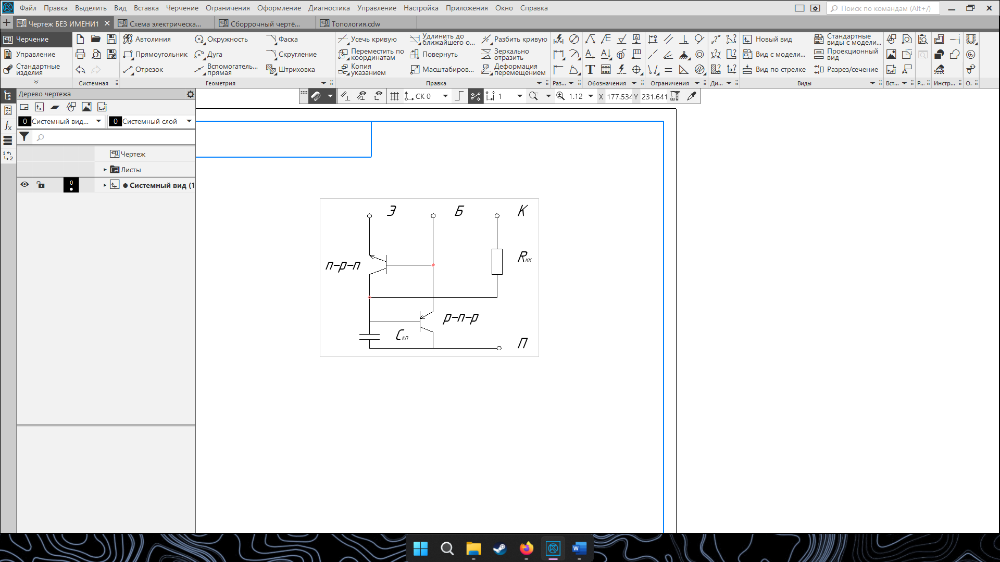 Файл Правка Выделить Вид Вставка Черчение Ограничения Оформление Диагностика Управление Настройка Приложения Окно Справка Поиск по командам (Alt+/)
Чертеж БЕЗ ИМЕНИ1 Схема электрическа... Сборрочный чертё... Топология.cdw
Черчение
Управление
Стандартные изделия
Системная
Автолиния Окружность Фаска
Прямоугольник Дуга Скругление
Отрезок Вспомогатель... прямая Штриховка
Геометрия
Усечь кривую Удлинить до ближайшего о... Разбить кривую
Переместить по координатам Повернуть Зеркально отразить
Копия указанием Масштабиров... Деформация перемещением
Правка
Раз... Обозначения Ограничения Ди...
Новый вид Стандартные виды с модели...
Вид с модели... Проекционный вид
Вид по стрелке Разрез/сечение
Виды Вст... Р... Инстр... О.
Дерево чертежа
СК 0 1 1.12 X 177.534 Y 231.641
0 Системный вид... 0 Системный слой
Чертеж
Листы
0 Системный вид (1
Э Б К
n-p-n
Rкк
p-n-p
Cкп
П